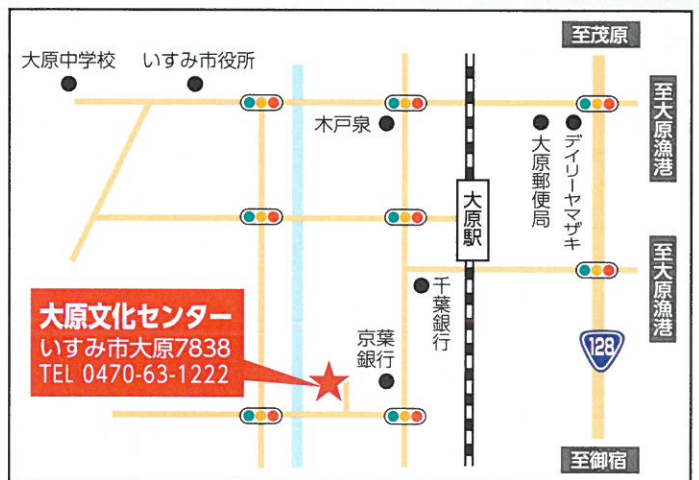 至茂原
大原中学校
いすみ市役所
至大原漁港
木戸泉
大原郵便局
デイリーヤマザキ
大原駅
至大原漁港
千葉銀行
大原文化センター
いすみ市大原7838
TEL 0470-63-1222
京葉
銀行
128
至御宿